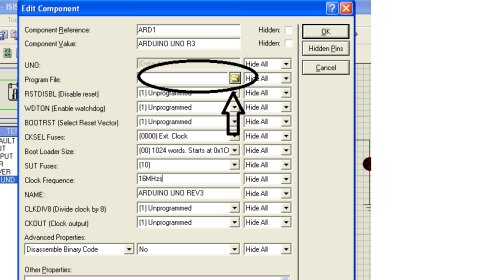 Edit Component
Component Reference: ARD1 Hidden: OK
Component Value: ARDUINO UNO R3 Hidden: Hidden Pins
UNO: Hide All Cancel
Program File: Hide All
RSTDISBL (Disable reset) (1) Unprogrammed Hide All
WDTON (Enable watchdog) (1) Unprogrammed Hide All
BOOTRST (Select Reset Vector) (1) Unprogrammed Hide All
CKSEL Fuses: (0000) Ext. Clock Hide All
Boot Loader Size: (00) 1024 words. Starts at 0x1C Hide All
SUT Fuses: (10) Hide All
Clock Frequence: 16MHzs Hide All
NAME: ARDUINO UNO REV3 Hide All
CLKDIV8 (Divide clock by 8) (1) Unprogrammed Hide All
CKOUT (Clock output) (1) Unprogrammed Hide All
Advanced Properties:
Disassemble Binary Code No Hide All
Other Properties: